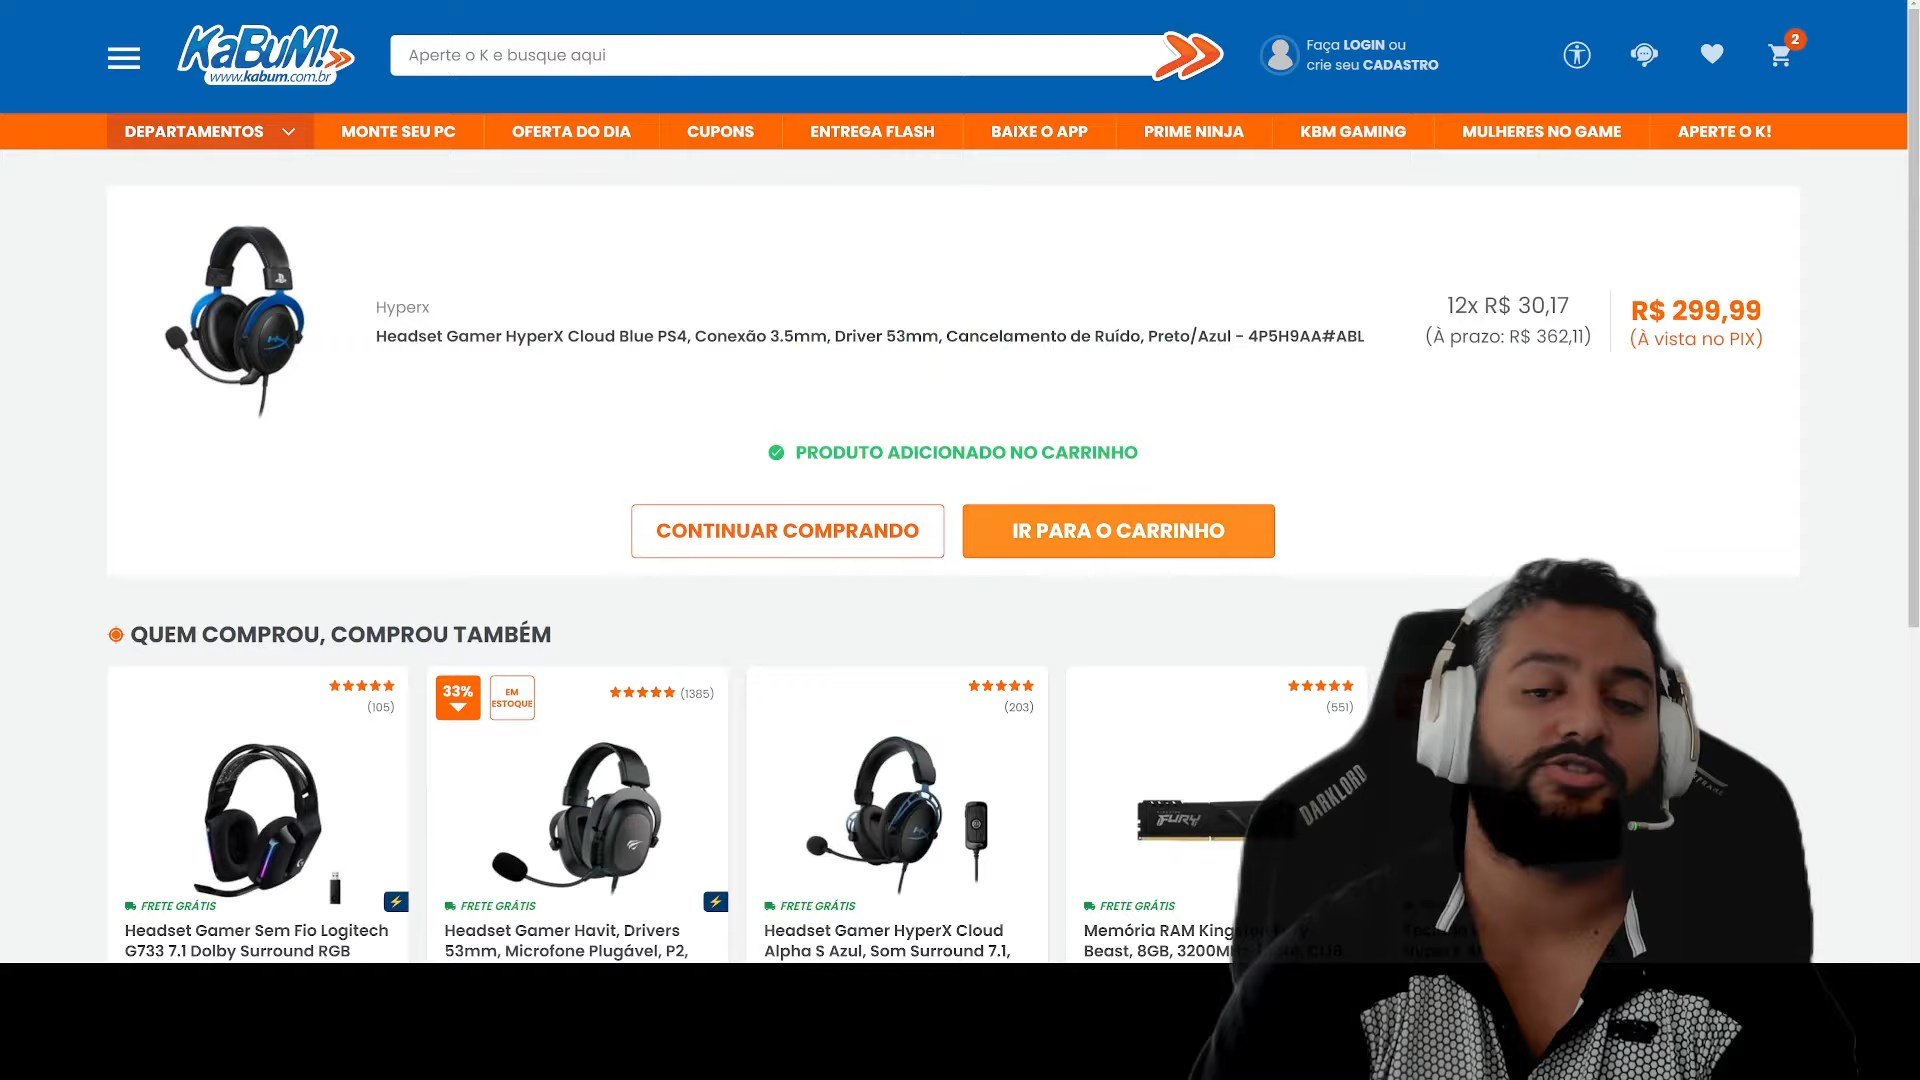 KaBuM!
www.kabum.com.br
Aperte o K e busque aqui
Faça LOGIN ou
crie seu CADASTRO
2
DEPARTAMENTOS
MONTE SEU PC
OFERTA DO DIA
CUPONS
ENTREGA FLASH
BAIXE O APP
PRIME NINJA
KBM GAMING
MULHERES NO GAME
APERTE O K!
Hyperx
Headset Gamer HyperX Cloud Blue PS4, Conexão 3.5mm, Driver 53mm, Cancelamento de Ruído, Preto/Azul - 4P5H9AA#ABL
12x R$ 30,17
(À prazo: R$ 362,11)
R$ 299,99
(À vista no PIX)
PRODUTO ADICIONADO NO CARRINHO
CONTINUAR COMPRANDO
IR PARA O CARRINHO
QUEM COMPROU, COMPROU TAMBÉM
(105)
FRETE GRÁTIS
Headset Gamer Sem Fio Logitech
G733 7.1 Dolby Surround RGB
33%
EM
ESTOQUE
(1385)
FRETE GRÁTIS
Headset Gamer Havit, Drivers
53mm, Microfone Plugável, P2,
(203)
FRETE GRÁTIS
Headset Gamer HyperX Cloud
Alpha S Azul, Som Surround 7.1,
(551)
FURY
FRETE GRÁTIS
Memória RAM Kingston Fury
Beast, 8GB, 3200MHz
DARKLORD